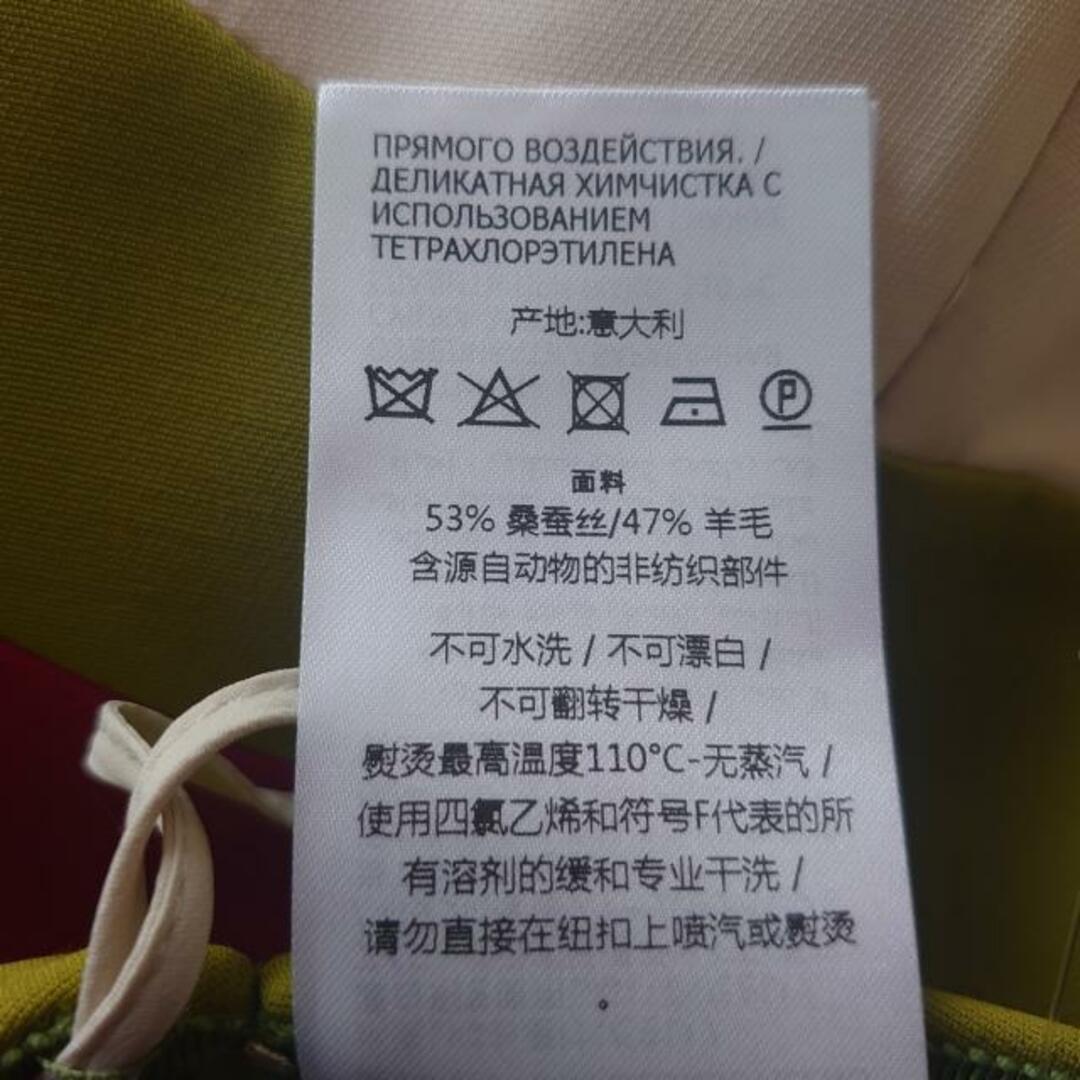 ПРЯМОГО ВОЗДЕЙСТВИЯ. /
ДЕЛИКАТНАЯ ХИМЧИСТКА С
ИСПОЛЬЗОВАНИЕМ
ТЕТРАХЛОРЭТИЛЕНА
产地:意大利
P
面料
53% 桑蚕丝/47% 羊毛
含源自动物的非纺织部件
不可水洗 / 不可漂白 /
不可翻转干燥 /
熨烫最高温度110°C-无蒸汽 /
使用四氯乙烯和符号F代表的所
有溶剂的缓和专业干洗 /
请勿直接在纽扣上喷汽或熨烫
。